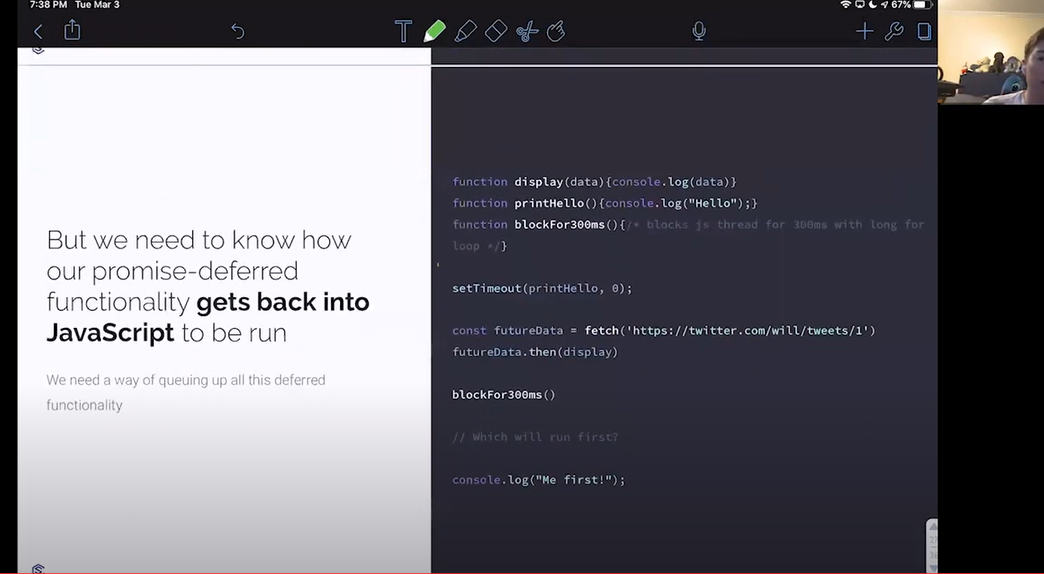 7:38 PM Tue Mar 3
67%
But we need to know how
our promise-deferred
functionality gets back into
JavaScript to be run
We need a way of queuing up all this deferred
functionality
function display(data){console.log(data)}
function printHello(){console.log("Hello");}
function blockFor300ms(){/* blocks js thread for 300ms with long for
loop */}
setTimeout(printHello, 0);
const futureData = fetch('https://twitter.com/will/tweets/1')
futureData.then(display)
blockFor300ms()
// Which will run first?
console.log("Me first!");